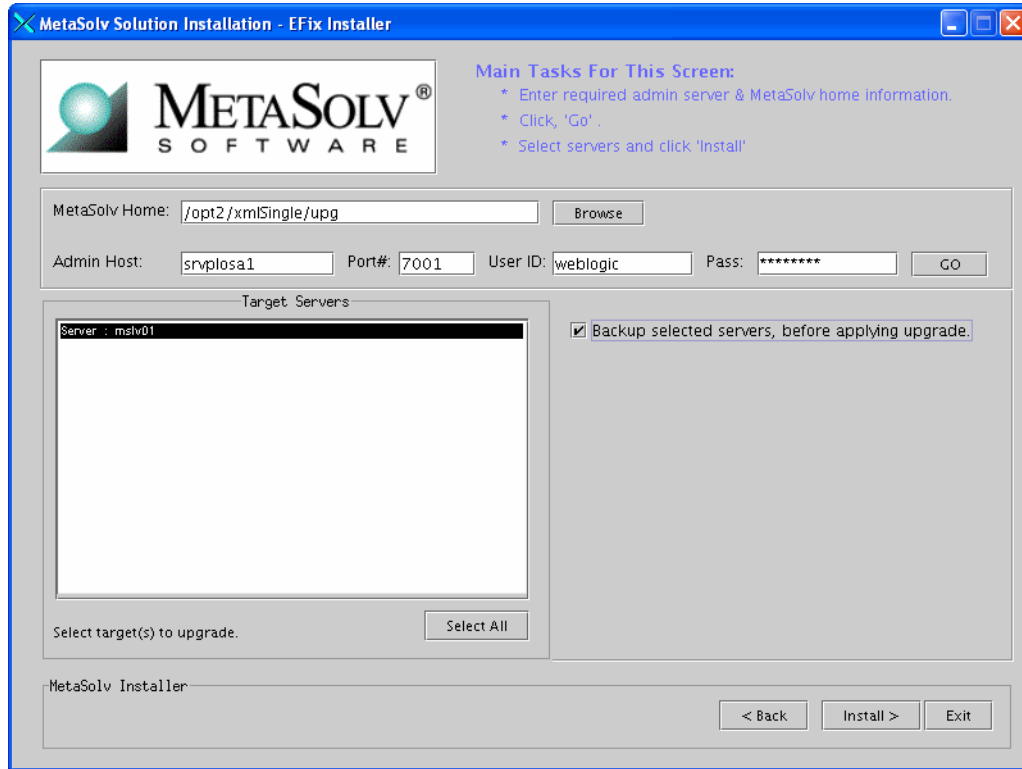 MetaSolv Solution Installation - EFix Installer
METASOLV®
SOFTWARE
Main Tasks For This Screen:
* Enter required admin server & MetaSolv home information.
* Click, 'Go' .
* Select servers and click 'Install'
MetaSolv Home: /opt2/xmlSingle/upg Browse
Admin Host: srvplosa1 Port#: 7001 User ID: weblogic Pass: ******** GO
Target Servers
Server : mslv01
Backup selected servers, before applying upgrade.
Select target(s) to upgrade. Select All
MetaSolv Installer
< Back Install > Exit